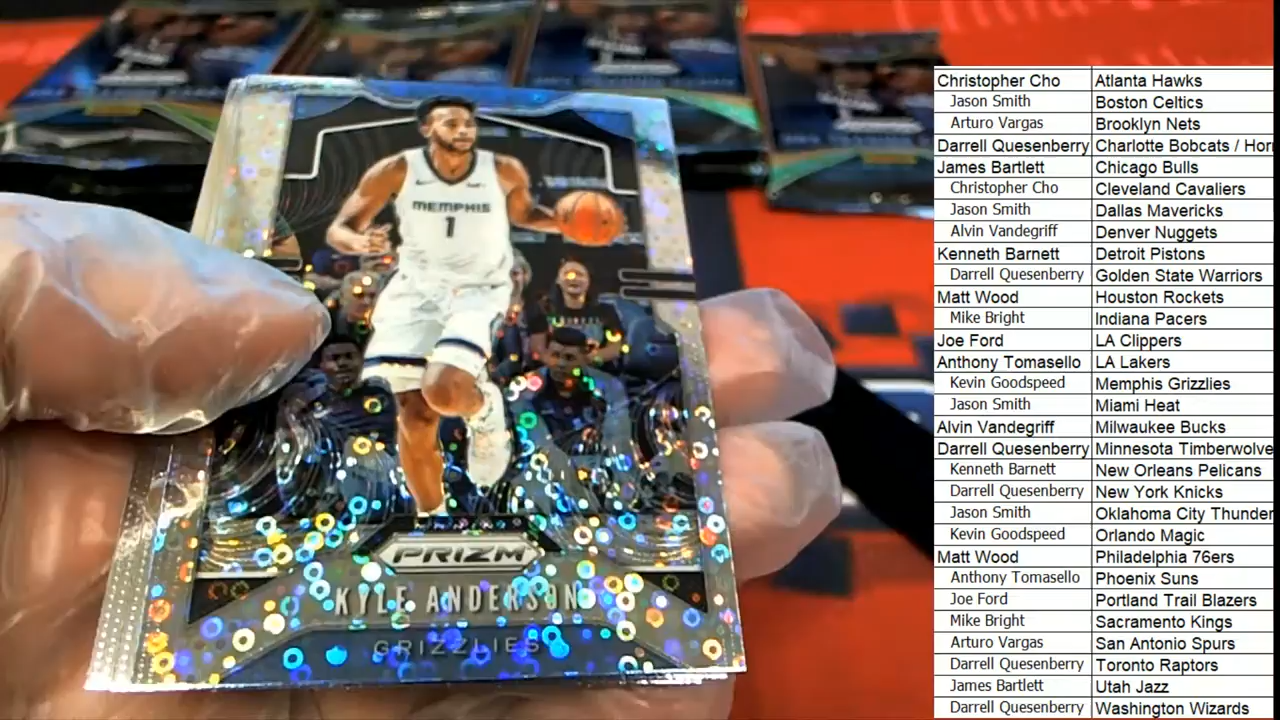 MEMPHIS
1
PRIZM
KYLE ANDERSON
GRIZZLIES
Christopher Cho Atlanta Hawks
Jason Smith Boston Celtics
Arturo Vargas Brooklyn Nets
Darrell Quesenberry Charlotte Bobcats / Horn
James Bartlett Chicago Bulls
Christopher Cho Cleveland Cavaliers
Jason Smith Dallas Mavericks
Alvin Vandegriff Denver Nuggets
Kenneth Barnett Detroit Pistons
Darrell Quesenberry Golden State Warriors
Matt Wood Houston Rockets
Mike Bright Indiana Pacers
Joe Ford LA Clippers
Anthony Tomasello LA Lakers
Kevin Goodspeed Memphis Grizzlies
Jason Smith Miami Heat
Alvin Vandegriff Milwaukee Bucks
Darrell Quesenberry Minnesota Timberwolve
Kenneth Barnett New Orleans Pelicans
Darrell Quesenberry New York Knicks
Jason Smith Oklahoma City Thunder
Kevin Goodspeed Orlando Magic
Matt Wood Philadelphia 76ers
Anthony Tomasello Phoenix Suns
Joe Ford Portland Trail Blazers
Mike Bright Sacramento Kings
Arturo Vargas San Antonio Spurs
Darrell Quesenberry Toronto Raptors
James Bartlett Utah Jazz
Darrell Quesenberry Washington Wizards